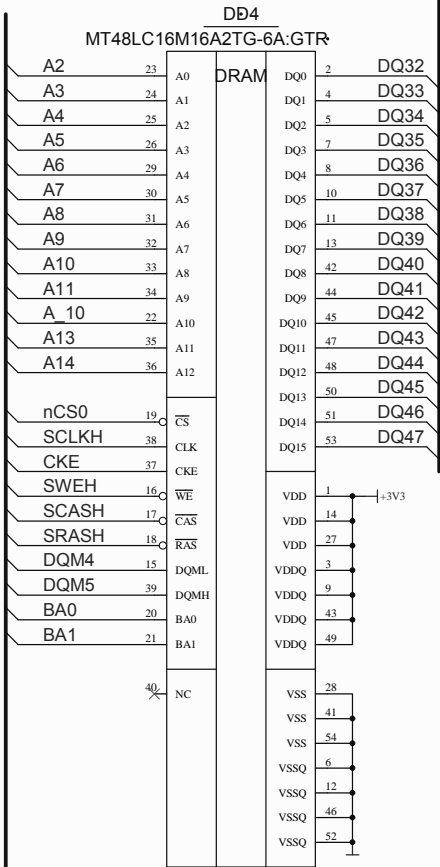 DD4
MT48LC16M16A2TG-6A:GTR
DRAM
A2 23 A0 DQ0 2 DQ32
A3 24 A1 DQ1 4 DQ33
A4 25 A2 DQ2 5 DQ34
A5 26 A3 DQ3 7 DQ35
A6 29 A4 DQ4 8 DQ36
A7 30 A5 DQ5 10 DQ37
A8 31 A6 DQ6 11 DQ38
A9 32 A7 DQ7 13 DQ39
A10 33 A8 DQ8 42 DQ40
A11 34 A9 DQ9 44 DQ41
A_10 22 A10 DQ10 45 DQ42
A13 35 A11 DQ11 47 DQ43
A14 36 A12 DQ12 48 DQ44
DQ13 50 DQ45
nCS0 19 CS DQ14 51 DQ46
SCLKH 38 CLK DQ15 53 DQ47
CKE 37 CKE
SWEH 16 WE VDD 1 +3V3
SCASH 17 CAS VDD 14
SRASH 18 RAS VDD 27
DQM4 15 DQML VDDQ 3
DQM5 39 DQMH VDDQ 9
BA0 20 BA0 VDDQ 43
BA1 21 BA1 VDDQ 49
40 NC VSS 28
VSS 41
VSS 54
VSSQ 6
VSSQ 12
VSSQ 46
VSSQ 52